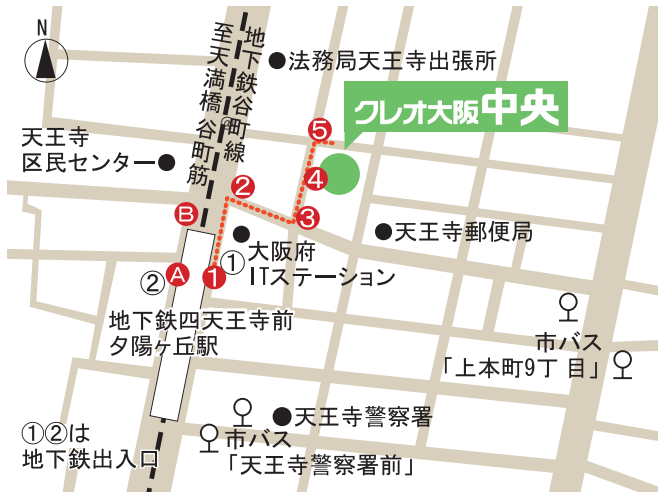 N
地下鉄谷町線
至天満橋 谷町筋
法務局天王寺出張所
クレオ大阪中央
天王寺
区民センター
5
4
3
2
B
A
1
①
②
大阪府
ITステーション
天王寺郵便局
地下鉄四天王寺前
夕陽ヶ丘駅
市バス
「上本町9丁目」
天王寺警察署
市バス
「天王寺警察署前」
①②は
地下鉄出入口